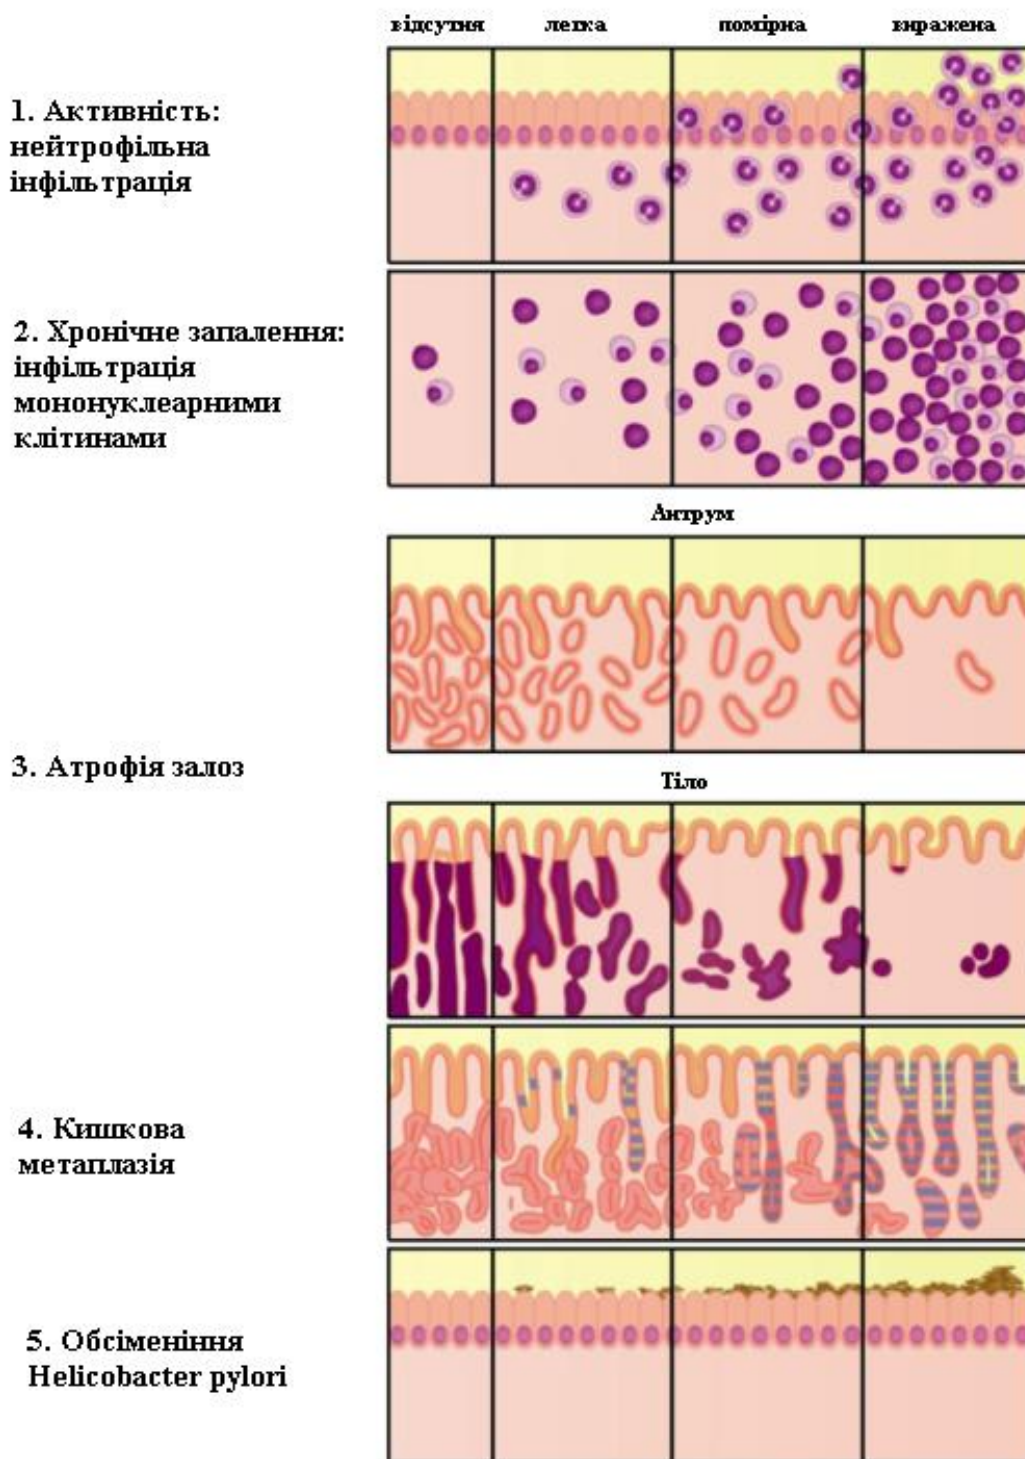 відсутня легка помірна виражена
1. Активність:
нейтрофільна
інфільтрація
2. Хронічне запалення:
інфільтрація
мононуклеарними
клітинами
Антрум
3. Атрофія залоз
Тіло
4. Кишкова
метаплазія
5. Обсіменіння
Helicobacter pylori